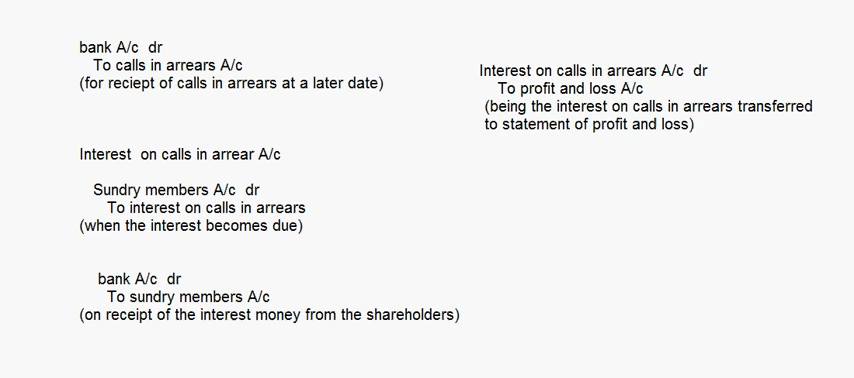 bank A/c  dr
To calls in arrears A/c
(for reciept of calls in arrears at a later date)
Interest  on calls in arrear A/c
Sundry members A/c  dr
To interest on calls in arrears
(when the interest becomes due)
bank A/c  dr
To sundry members A/c
(on receipt of the interest money from the shareholders)
Interest on calls in arrears A/c  dr
To profit and loss A/c
(being the interest on calls in arrears transferred
to statement of profit and loss)